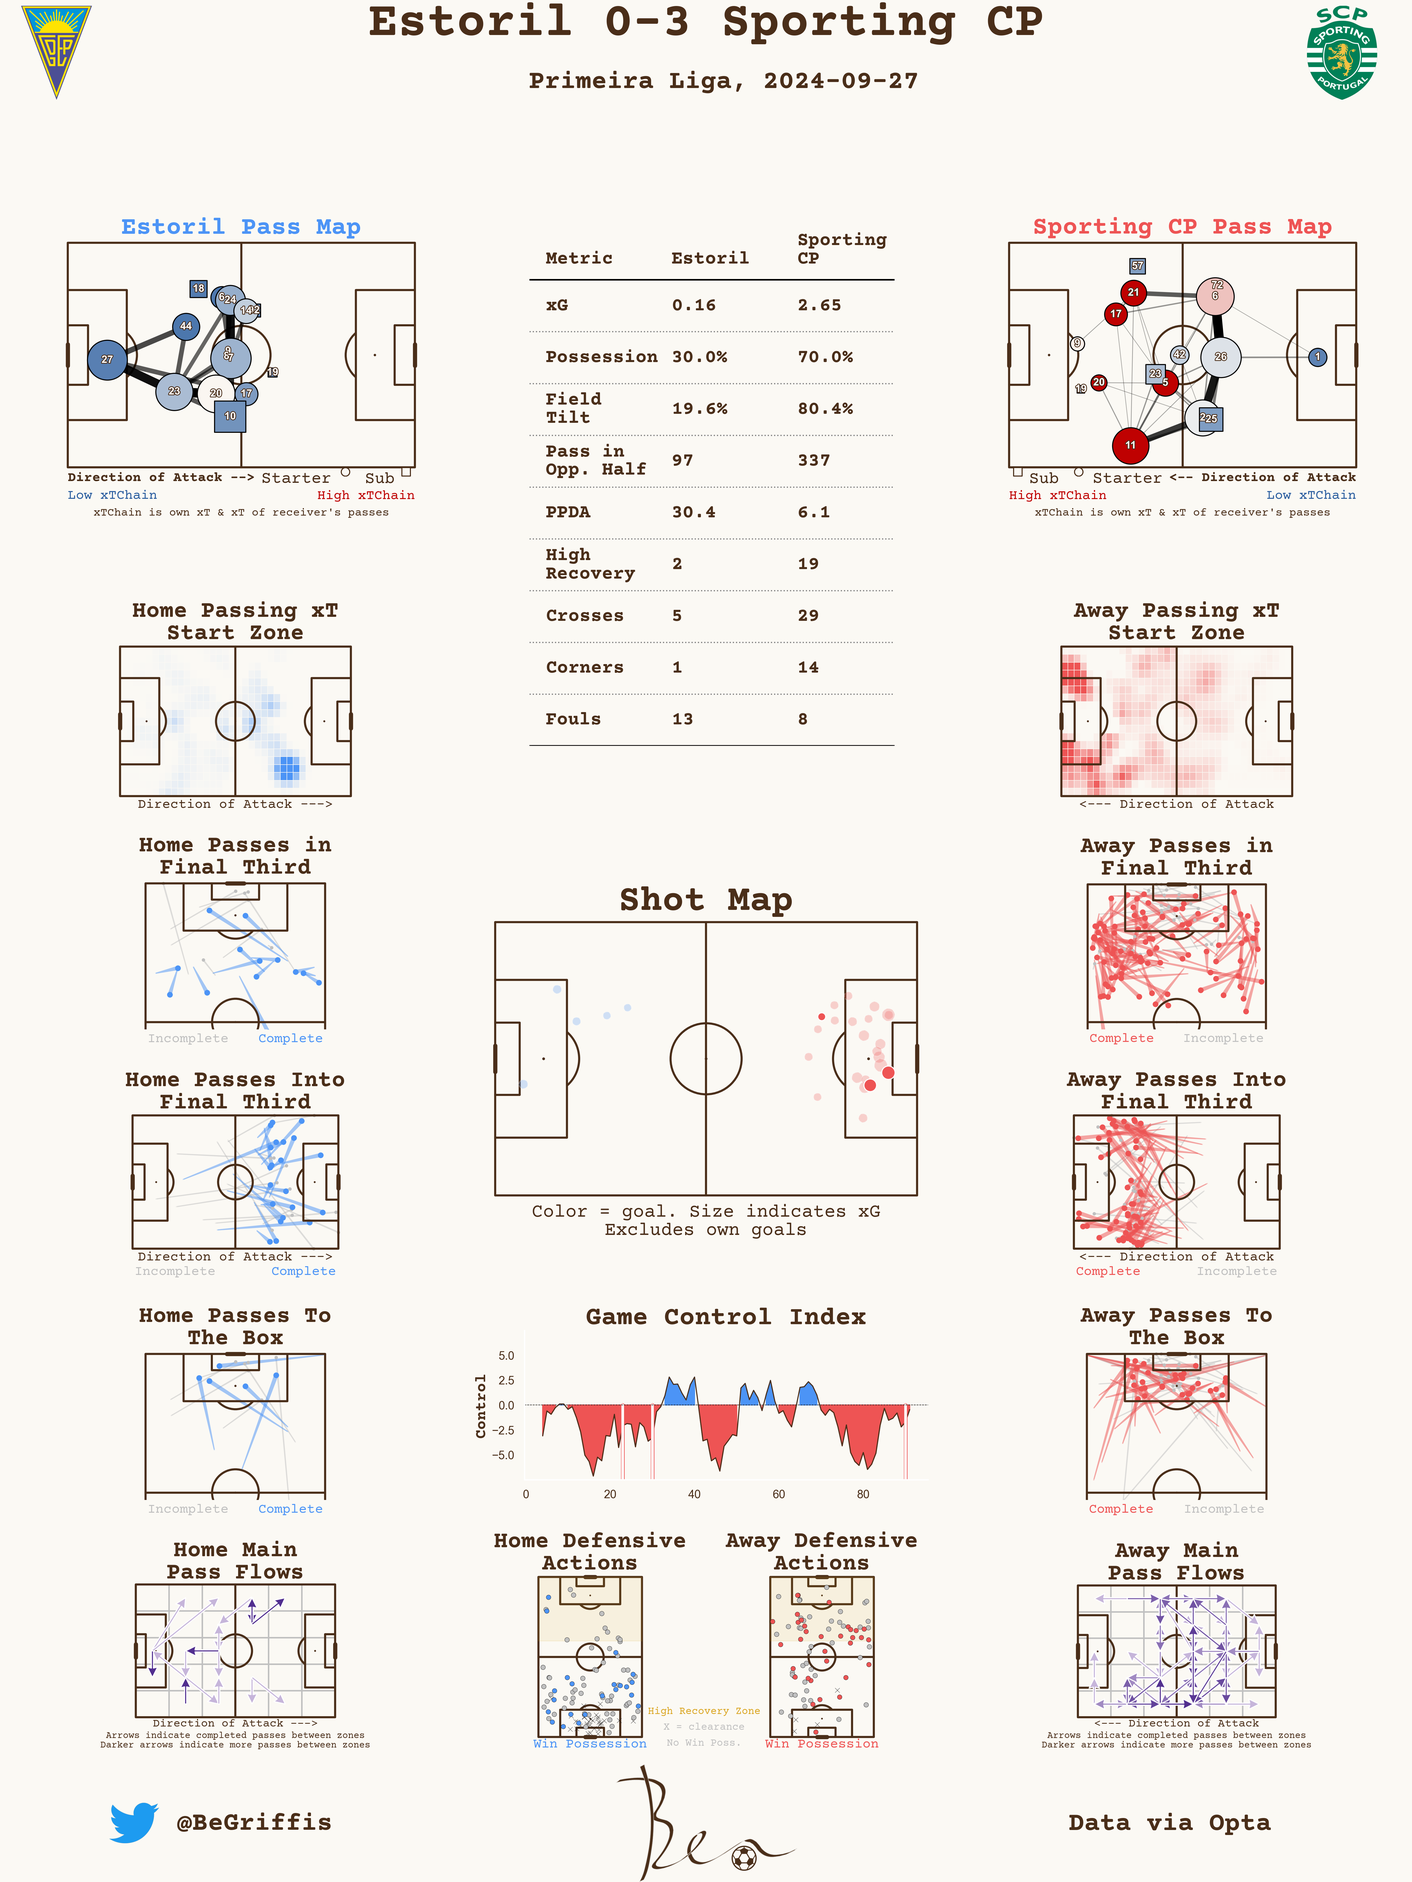 Estoril 0-3 Sporting CP
Primeira Liga, 2024-09-27
SCP
SPORTING
PORTUGAL
Estoril Pass Map
18
6
24
14
2
44
27
9
8
7
19
23
20
17
10
Direction of Attack --> Starter Sub
Low xTChain High xTChain
xTChain is own xT & xT of receiver's passes
Metric Estoril Sporting CP
xG 0.16 2.65
Possession 30.0% 70.0%
Field Tilt 19.6% 80.4%
Pass in Opp. Half 97 337
PPDA 30.4 6.1
High Recovery 2 19
Crosses 5 29
Corners 1 14
Fouls 13 8
Sporting CP Pass Map
57
21
72
6
17
9
42
26
1
23
5
20
19
2
25
11
Sub Starter <-- Direction of Attack
High xTChain Low xTChain
xTChain is own xT & xT of receiver's passes
Home Passing xT
Start Zone
Direction of Attack --->
Away Passing xT
Start Zone
<--- Direction of Attack
Home Passes in
Final Third
Incomplete Complete
Away Passes in
Final Third
Complete Incomplete
Shot Map
Color = goal. Size indicates xG
Excludes own goals
Home Passes Into
Final Third
Direction of Attack --->
Incomplete Complete
Away Passes Into
Final Third
<--- Direction of Attack
Complete Incomplete
Home Passes To
The Box
Incomplete Complete
Game Control Index
Control
5.0
2.5
0.0
−2.5
−5.0
0 20 40 60 80
Away Passes To
The Box
Complete Incomplete
Home Main
Pass Flows
Direction of Attack --->
Arrows indicate completed passes between zones
Darker arrows indicate more passes between zones
Home Defensive
Actions
Win Possession
Away Defensive
Actions
Win Possession
High Recovery Zone
X = clearance
No Win Poss.
Away Main
Pass Flows
<--- Direction of Attack
Arrows indicate completed passes between zones
Darker arrows indicate more passes between zones
@BeGriffis
Ben
Data via Opta